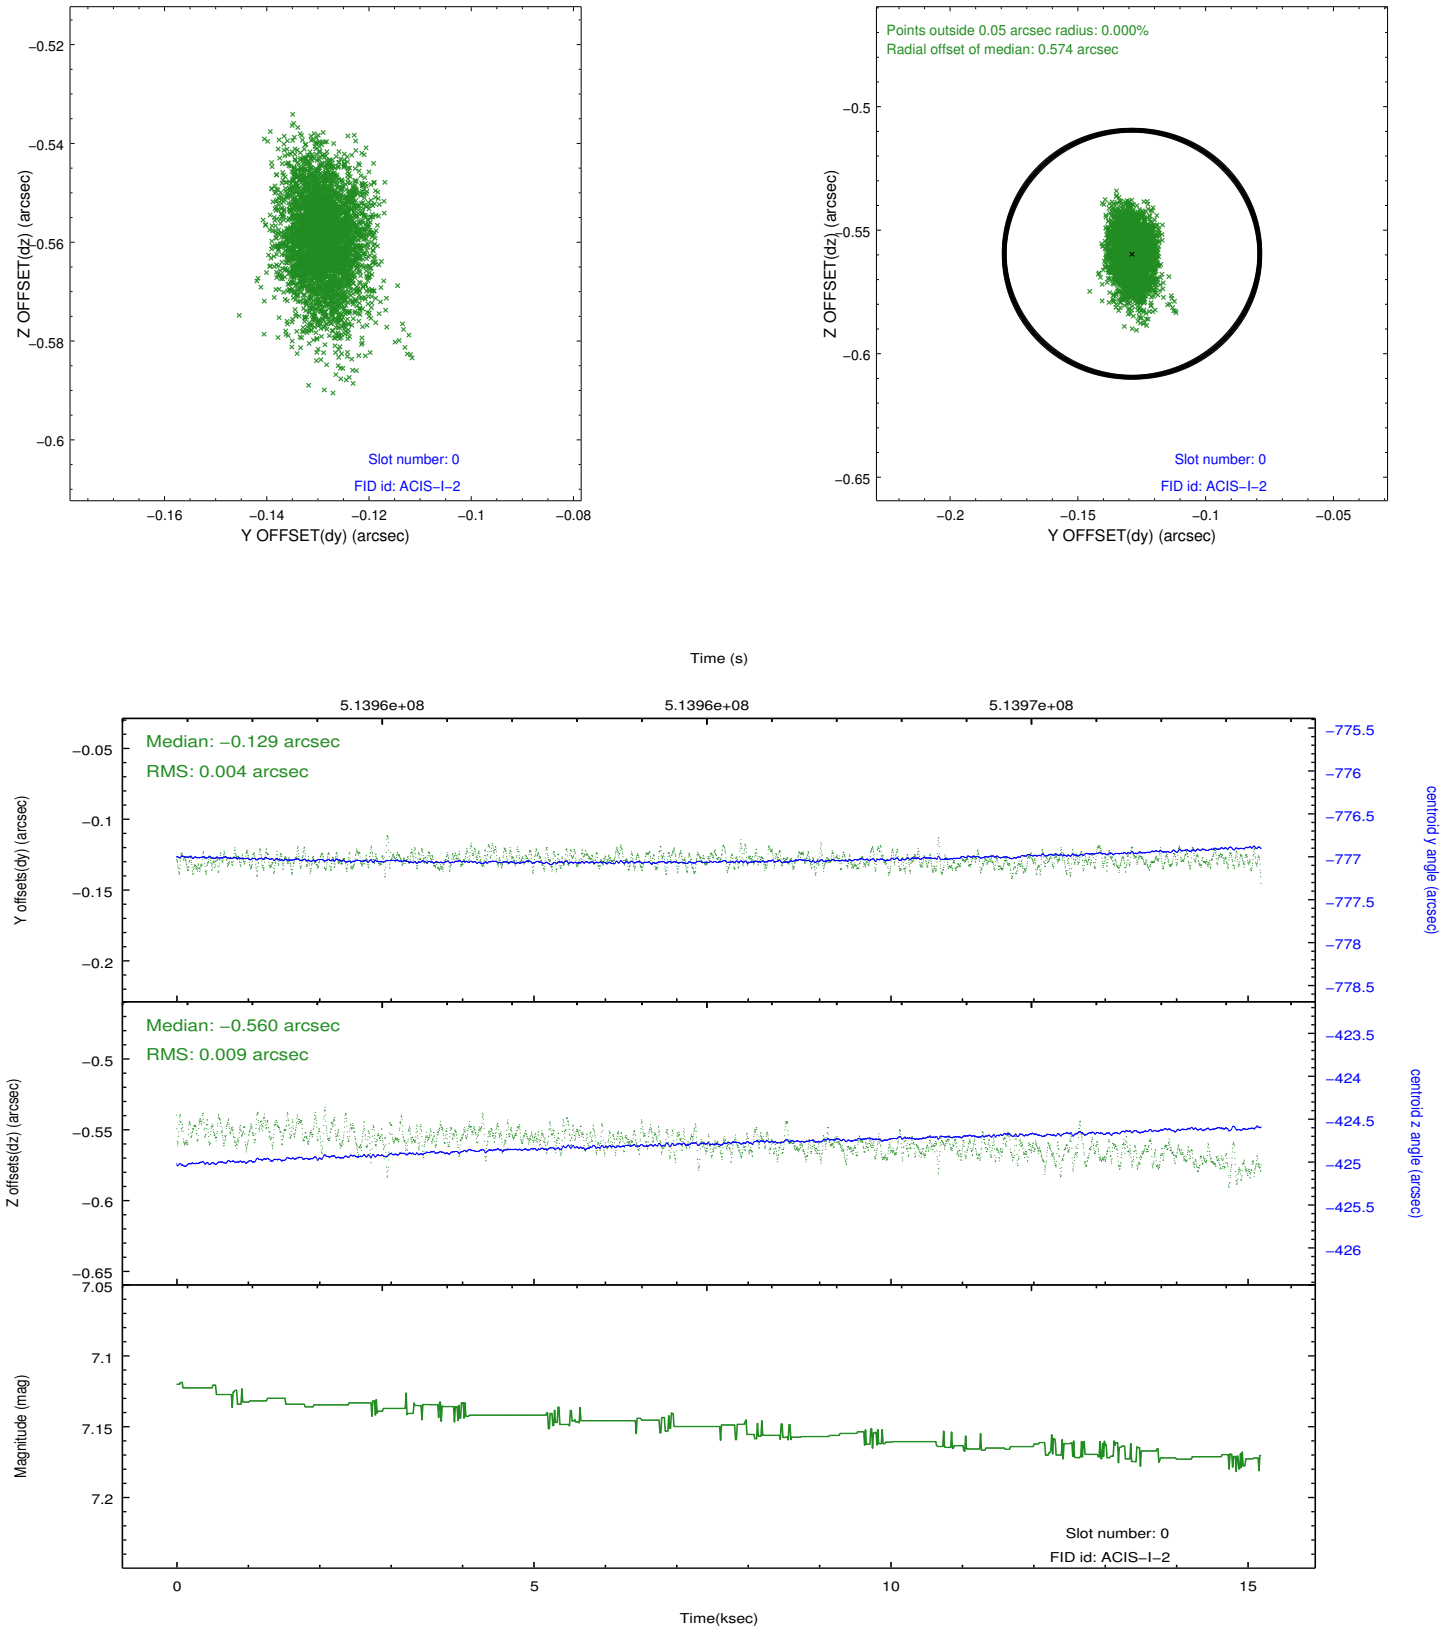 −0.52
−0.54
−0.56
−0.58
−0.6
Z OFFSET(dz) (arcsec)
Slot number: 0
FID id: ACIS−I−2
−0.16
−0.14
−0.12
−0.1
−0.08
Y OFFSET(dy) (arcsec)
Points outside 0.05 arcsec radius: 0.000%
Radial offset of median: 0.574 arcsec
−0.5
−0.55
−0.6
−0.65
Z OFFSET(dz) (arcsec)
Slot number: 0
FID id: ACIS−I−2
−0.2
−0.15
−0.1
−0.05
Y OFFSET(dy) (arcsec)
Time (s)
5.1396e+08
5.1396e+08
5.1397e+08
Median: −0.129 arcsec
RMS: 0.004 arcsec
−0.05
−0.1
−0.15
−0.2
Y offsets(dy) (arcsec)
−775.5
−776
−776.5
−777
−777.5
−778
−778.5
centroid y angle (arcsec)
Median: −0.560 arcsec
RMS: 0.009 arcsec
−0.5
−0.55
−0.6
−0.65
Z offsets(dz) (arcsec)
−423.5
−424
−424.5
−425
−425.5
−426
centroid z angle (arcsec)
7.05
7.1
7.15
7.2
Magnitude (mag)
Slot number: 0
FID id: ACIS−I−2
0
5
10
15
Time(ksec)